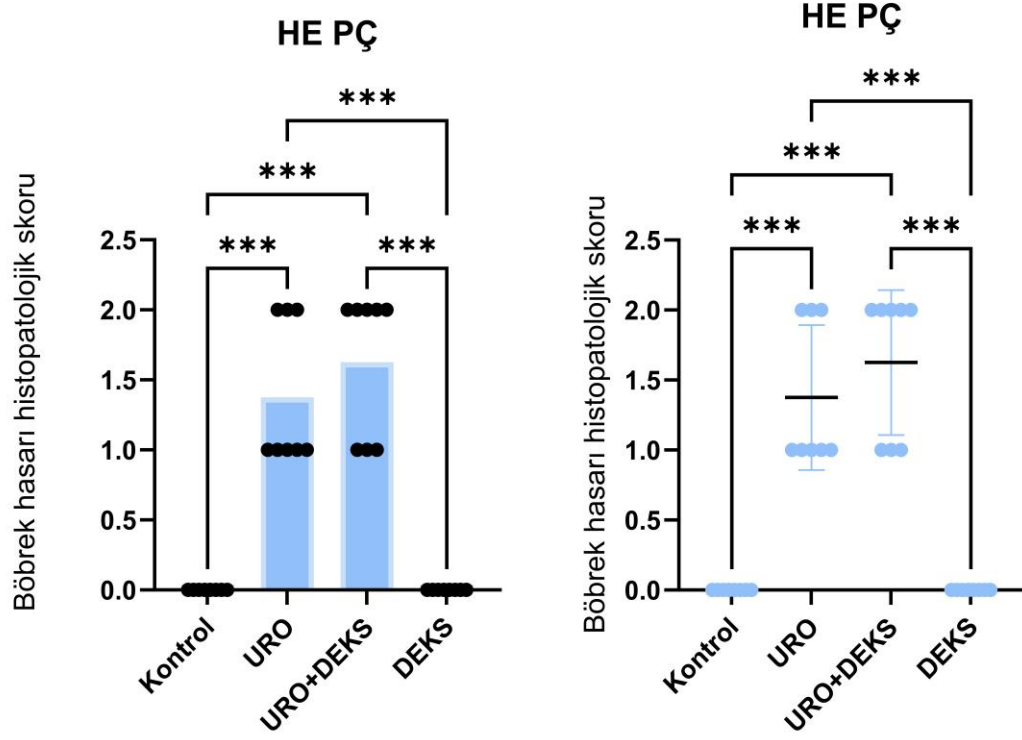 HE PÇ
Böbrek hasarı histopatolojik skoru
***
***
***
***
2.5
2.0
1.5
1.0
0.5
0.0
Kontrol
URO
URO+DEKS
DEKS
HE PÇ
Böbrek hasarı histopatolojik skoru
***
***
***
***
2.5
2.0
1.5
1.0
0.5
0.0
Kontrol
URO
URO+DEKS
DEKS